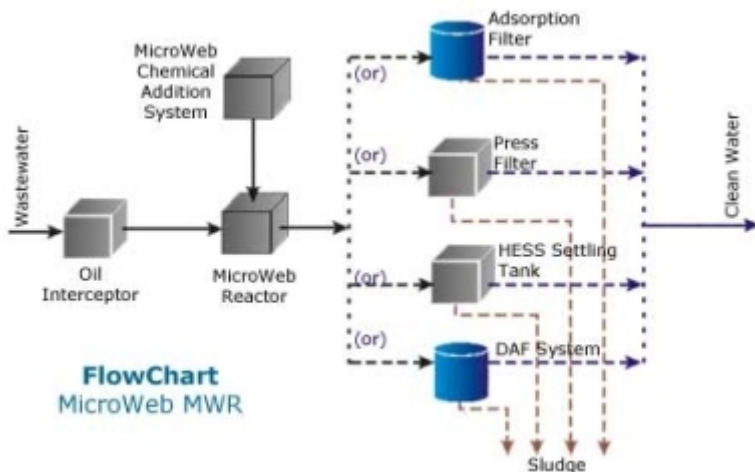 Adsorption
Filter
MicroWeb
Chemical
Addition
System
(or)
Press
Filter
(or)
Wastewater
Clean Water
Oil
Interceptor
MicroWeb
Reactor
HESS Settling
Tank
(or)
(or)
DAF System
FlowChart
MicroWeb MWR
Sludge